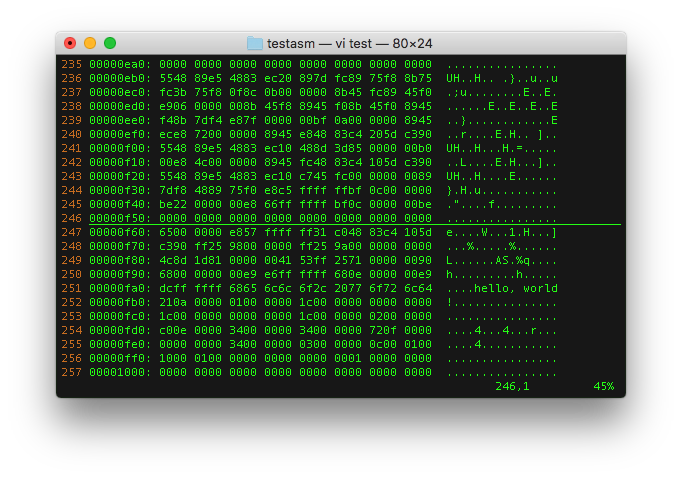 testasm — vi test — 80×24
235 00000ea0: 0000 0000 0000 0000 0000 0000 0000 0000  ................
236 00000eb0: 5548 89e5 4883 ec20 897d fc89 75f8 8b75  UH..H.. .}..u..u
237 00000ec0: fc3b 75f8 0f8c 0b00 0000 8b45 fc89 45f0  .;u........E..E.
238 00000ed0: e906 0000 008b 45f8 8945 f08b 45f0 8945  ......E..E..E..E
239 00000ee0: f48b 7df4 e87f 0000 00bf 0a00 0000 8945  ..}............E
240 00000ef0: ece8 7200 0000 8945 e848 83c4 205d c390  ..r....E.H.. ]..
241 00000f00: 5548 89e5 4883 ec10 488d 3d85 0000 00b0  UH..H...H.=.....
242 00000f10: 00e8 4c00 0000 8945 fc48 83c4 105d c390  ..L....E.H...]..
243 00000f20: 5548 89e5 4883 ec10 c745 fc00 0000 0089  UH..H....E......
244 00000f30: 7df8 4889 75f0 e8c5 ffff ffbf 0c00 0000  }.H.u...........
245 00000f40: be22 0000 00e8 66ff ffff bf0c 0000 00be  ."....f.........
246 00000f50: 0000 0000 0000 0000 0000 0000 0000 0000  ................
247 00000f60: 6500 0000 e857 ffff ff31 c048 83c4 105d  e....W...1.H...]
248 00000f70: c390 ff25 9800 0000 ff25 9a00 0000 0000  ...%.....%......
249 00000f80: 4c8d 1d81 0000 0041 53ff 2571 0000 0090  L......AS.%q....
250 00000f90: 6800 0000 00e9 e6ff ffff 680e 0000 00e9  h.........h.....
251 00000fa0: dcff ffff 6865 6c6c 6f2c 2077 6f72 6c64  ....hello, world
252 00000fb0: 210a 0000 0100 0000 1c00 0000 0000 0000  !...............
253 00000fc0: 1c00 0000 0000 0000 1c00 0000 0200 0000  ................
254 00000fd0: c00e 0000 3400 0000 3400 0000 720f 0000  ....4...4...r...
255 00000fe0: 0000 0000 3400 0000 0300 0000 0c00 0100  ....4...........
256 00000ff0: 1000 0100 0000 0000 0000 0001 0000 0000  ................
257 00001000: 0000 0000 0000 0000 0000 0000 0000 0000  ................
246,1 45%